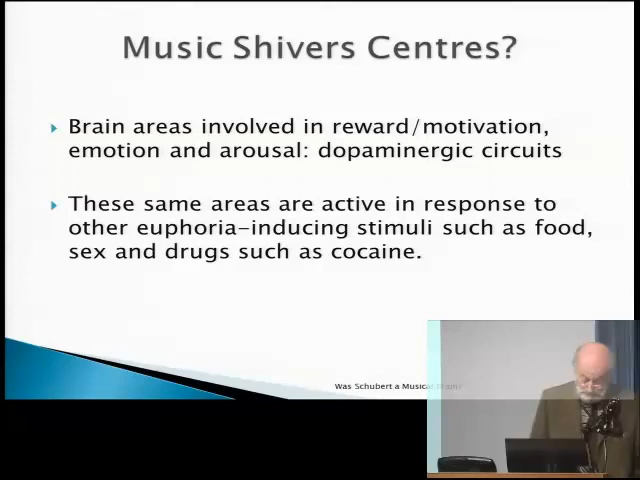 Music Shivers Centres?
Brain areas involved in reward/motivation,
emotion and arousal: dopaminergic circuits
These same areas are active in response to
other euphoria-inducing stimuli such as food,
sex and drugs such as cocaine.
Was Schubert a Musical Brain?